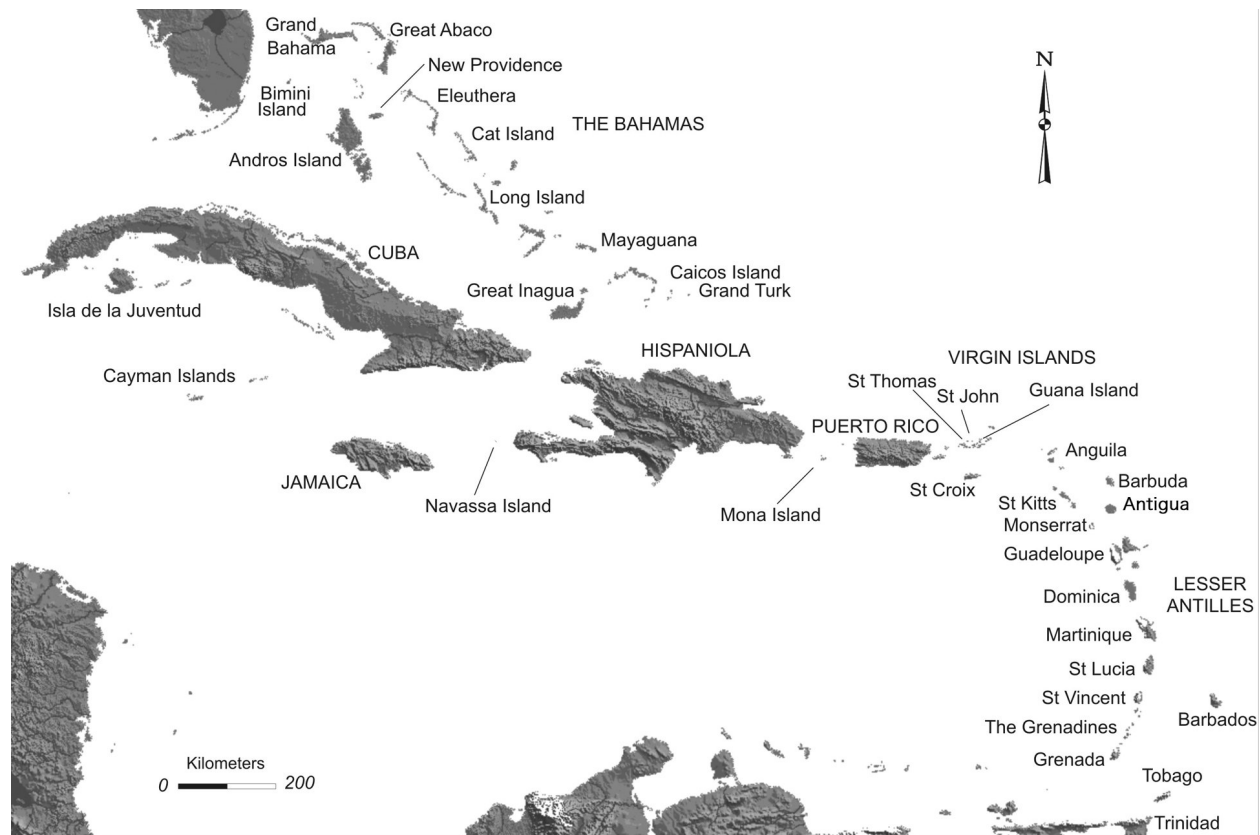 Grand
Bahama
Great Abaco
New Providence
Bimini
Island
Eleuthera
Cat Island
THE BAHAMAS
Andros Island
Long Island
N
CUBA
Mayaguana
Caicos Island
Great Inagua
Grand Turk
Isla de la Juventud
HISPANIOLA
VIRGIN ISLANDS
Cayman Islands
St Thomas
St John
Guana Island
PUERTO RICO
Anguila
JAMAICA
Navassa Island
Mona Island
St Croix
Barbuda
St Kitts
Antigua
Monserrat
Guadeloupe
LESSER
ANTILLES
Dominica
Martinique
St Lucia
St Vincent
Barbados
The Grenadines
Grenada
Kilometers
0
200
Tobago
Trinidad